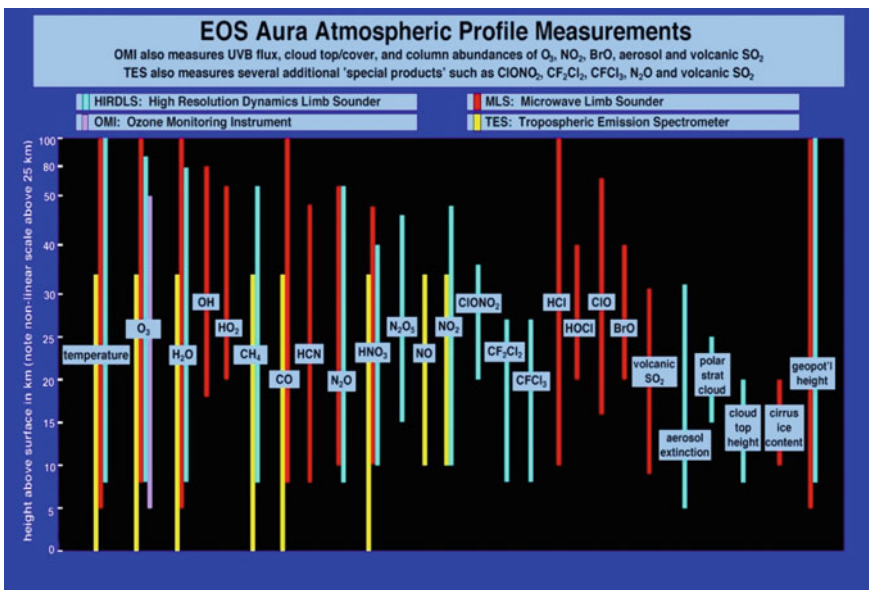 EOS Aura Atmospheric Profile Measurements
OMI also measures UVB flux, cloud top/cover, and column abundances of O₃, NO₂, BrO, aerosol and volcanic SO₂
TES also measures several additional 'special products' such as ClONO₂, CF₂Cl₂, CFCl₃, N₂O and volcanic SO₂
HIRDLS: High Resolution Dynamics Limb Sounder
MLS: Microwave Limb Sounder
OMI: Ozone Monitoring Instrument
TES: Tropospheric Emission Spectrometer
height above surface in km (note non-linear scale above 25 km)
100
80
50
40
30
25
20
15
10
5
0
temperature
O₃
H₂O
OH
HO₂
CH₄
CO
HCN
N₂O
HNO₃
N₂O₅
NO
NO₂
ClONO₂
CF₂Cl₂
CFCl₃
HCl
HOCl
ClO
BrO
volcanic
SO₂
aerosol
extinction
polar
strat
cloud
cloud
top
height
cirrus
ice
content
geopot'l
height